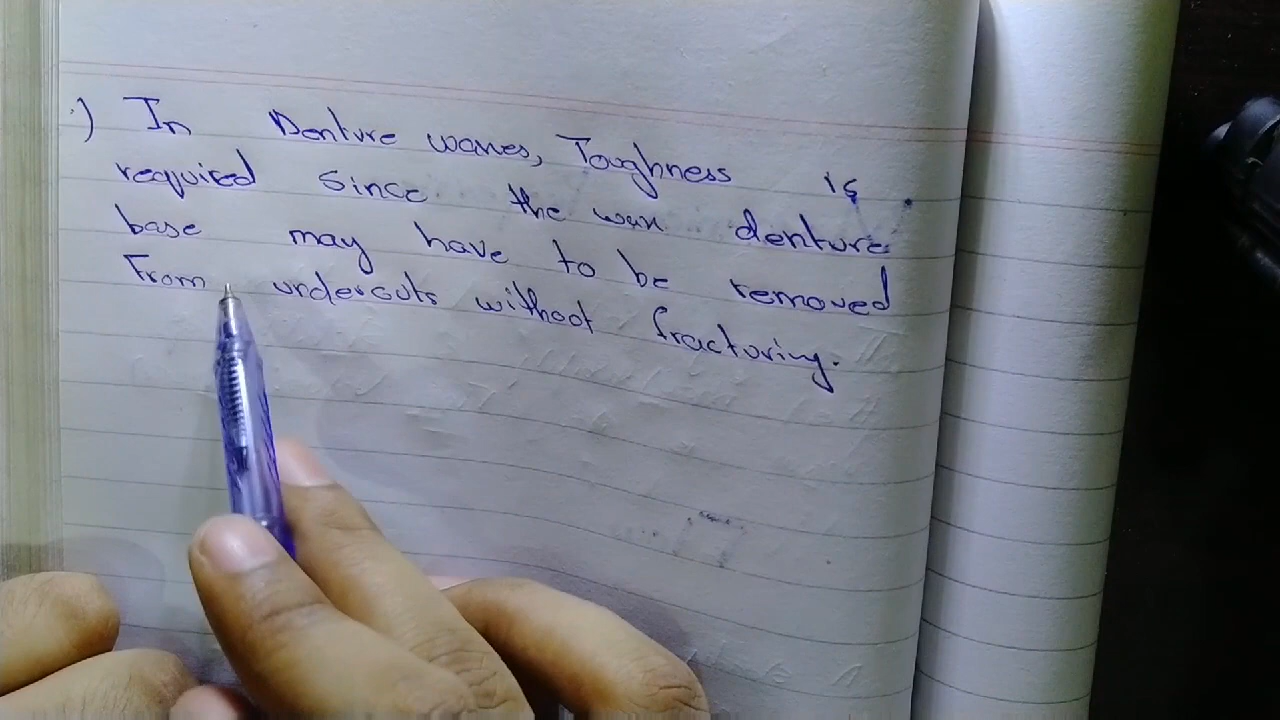 ·) In Denture waxes, Toughness is
required since the wax denture
base may have to be removed
From undercuts without fracturing.